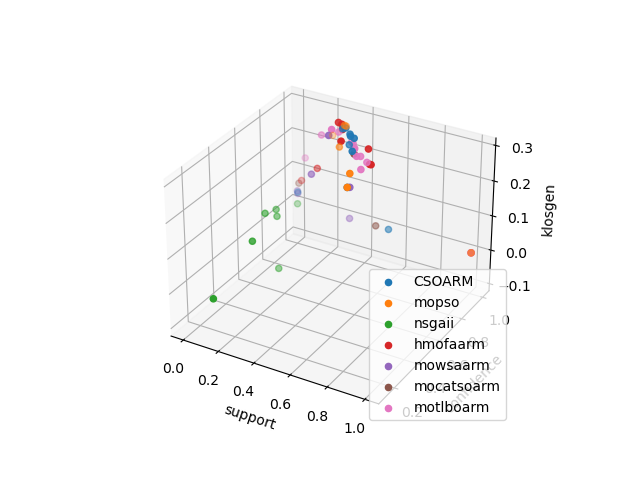 0.3
0.2
0.1
0.0
−0.1
klosgen
0.0
0.2
0.4
0.6
0.8
1.0
support
0.2
1.0
CSOARM
mopso
nsgaii
hmofaarm
mowsaarm
mocatsoarm
motlboarm